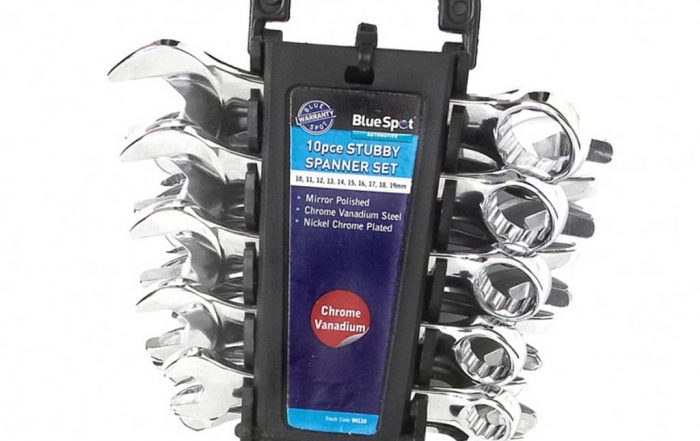 BLUE
WARRANTY
SPOT
BlueSpot
AUTOMOTIVE
10pce STUBBY
SPANNER SET
10, 11, 12, 13, 14, 15, 16, 17, 18, 19mm
• Mirror Polished
• Chrome Vanadium Steel
• Nickel Chrome Plated
Chrome
Vanadium
Stock Code: 04110